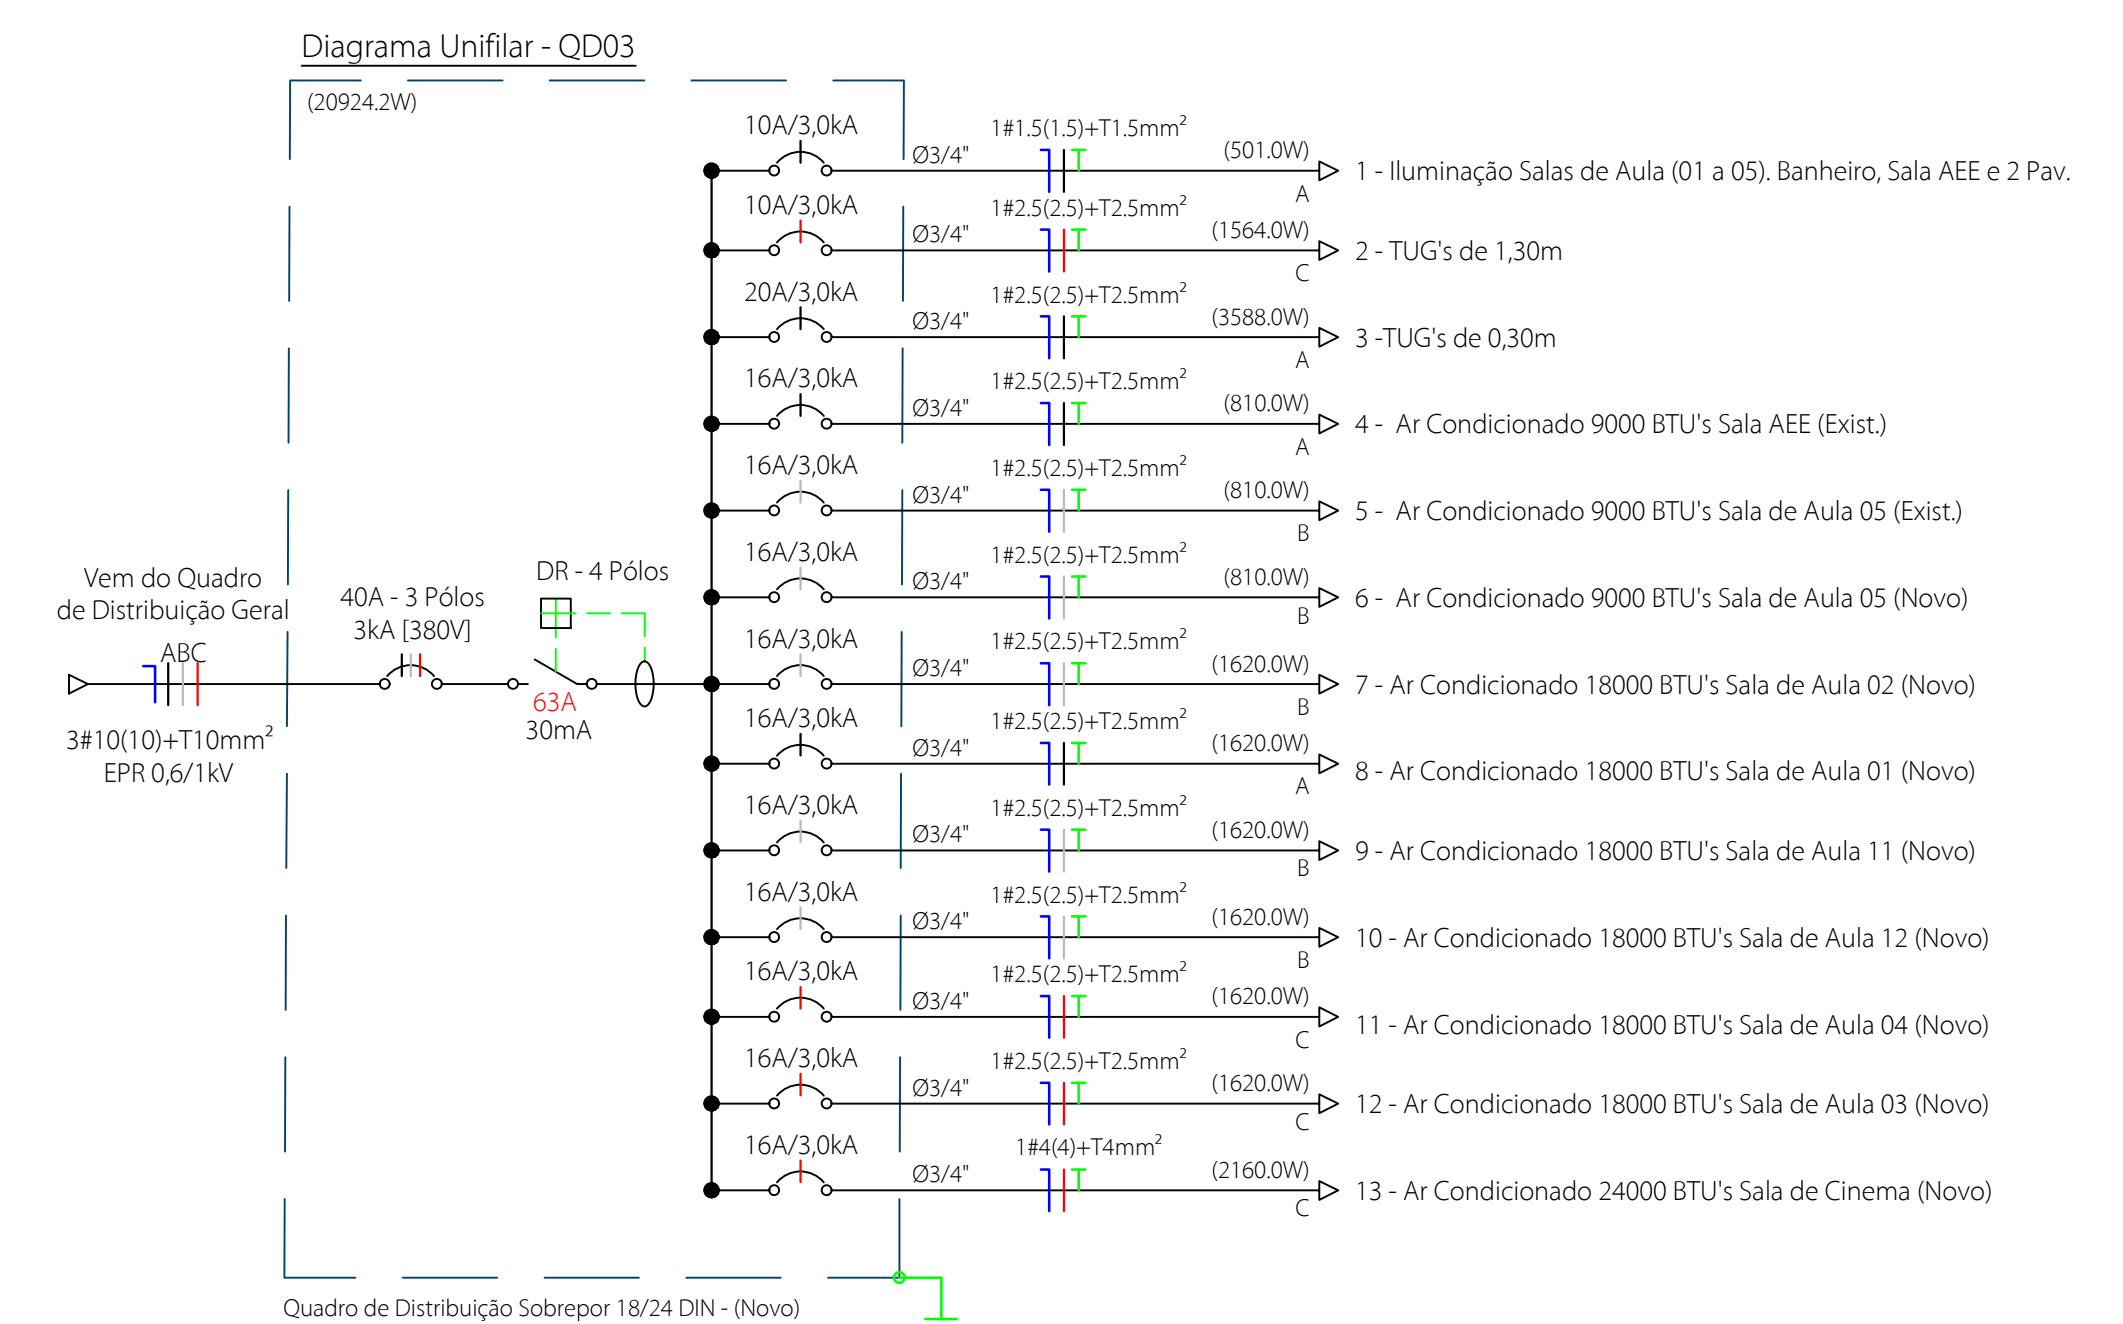 Diagrama Unifilar - QD03
(20924.2W)
Vem do Quadro
de Distribuição Geral
ABC
3#10(10)+T10mm²
EPR 0,6/1kV
40A - 3 Pólos
3kA [380V]
DR - 4 Pólos
63A
30mA
10A/3,0kA
Ø3/4"
1#1.5(1.5)+T1.5mm²
(501.0W)
A
1 - Iluminação Salas de Aula (01 a 05). Banheiro, Sala AEE e 2 Pav.
10A/3,0kA
Ø3/4"
1#2.5(2.5)+T2.5mm²
(1564.0W)
C
2 - TUG's de 1,30m
20A/3,0kA
Ø3/4"
1#2.5(2.5)+T2.5mm²
(3588.0W)
A
3 -TUG's de 0,30m
16A/3,0kA
Ø3/4"
1#2.5(2.5)+T2.5mm²
(810.0W)
A
4 - Ar Condicionado 9000 BTU's Sala AEE (Exist.)
16A/3,0kA
Ø3/4"
1#2.5(2.5)+T2.5mm²
(810.0W)
B
5 - Ar Condicionado 9000 BTU's Sala de Aula 05 (Exist.)
16A/3,0kA
Ø3/4"
1#2.5(2.5)+T2.5mm²
(810.0W)
B
6 - Ar Condicionado 9000 BTU's Sala de Aula 05 (Novo)
16A/3,0kA
Ø3/4"
1#2.5(2.5)+T2.5mm²
(1620.0W)
B
7 - Ar Condicionado 18000 BTU's Sala de Aula 02 (Novo)
16A/3,0kA
Ø3/4"
1#2.5(2.5)+T2.5mm²
(1620.0W)
A
8 - Ar Condicionado 18000 BTU's Sala de Aula 01 (Novo)
16A/3,0kA
Ø3/4"
1#2.5(2.5)+T2.5mm²
(1620.0W)
B
9 - Ar Condicionado 18000 BTU's Sala de Aula 11 (Novo)
16A/3,0kA
Ø3/4"
1#2.5(2.5)+T2.5mm²
(1620.0W)
B
10 - Ar Condicionado 18000 BTU's Sala de Aula 12 (Novo)
16A/3,0kA
Ø3/4"
1#2.5(2.5)+T2.5mm²
(1620.0W)
C
11 - Ar Condicionado 18000 BTU's Sala de Aula 04 (Novo)
16A/3,0kA
Ø3/4"
1#2.5(2.5)+T2.5mm²
(1620.0W)
C
12 - Ar Condicionado 18000 BTU's Sala de Aula 03 (Novo)
16A/3,0kA
Ø3/4"
1#4(4)+T4mm²
(2160.0W)
C
13 - Ar Condicionado 24000 BTU's Sala de Cinema (Novo)
Quadro de Distribuição Sobrepor 18/24 DIN - (Novo)